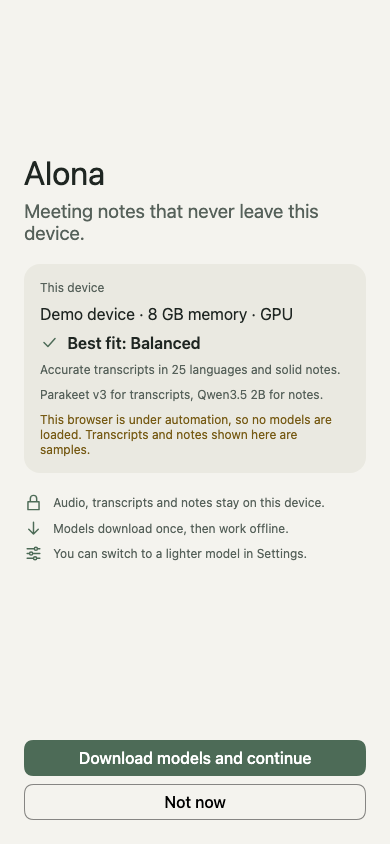 Alona
Meeting notes that never leave this
device.
This device
Demo device · 8 GB memory · GPU
Best fit: Balanced
Accurate transcripts in 25 languages and solid notes.
Parakeet v3 for transcripts, Qwen3.5 2B for notes.
This browser is under automation, so no models are
loaded. Transcripts and notes shown here are
samples.
Audio, transcripts and notes stay on this device.
Models download once, then work offline.
You can switch to a lighter model in Settings.
Download models and continue
Not now